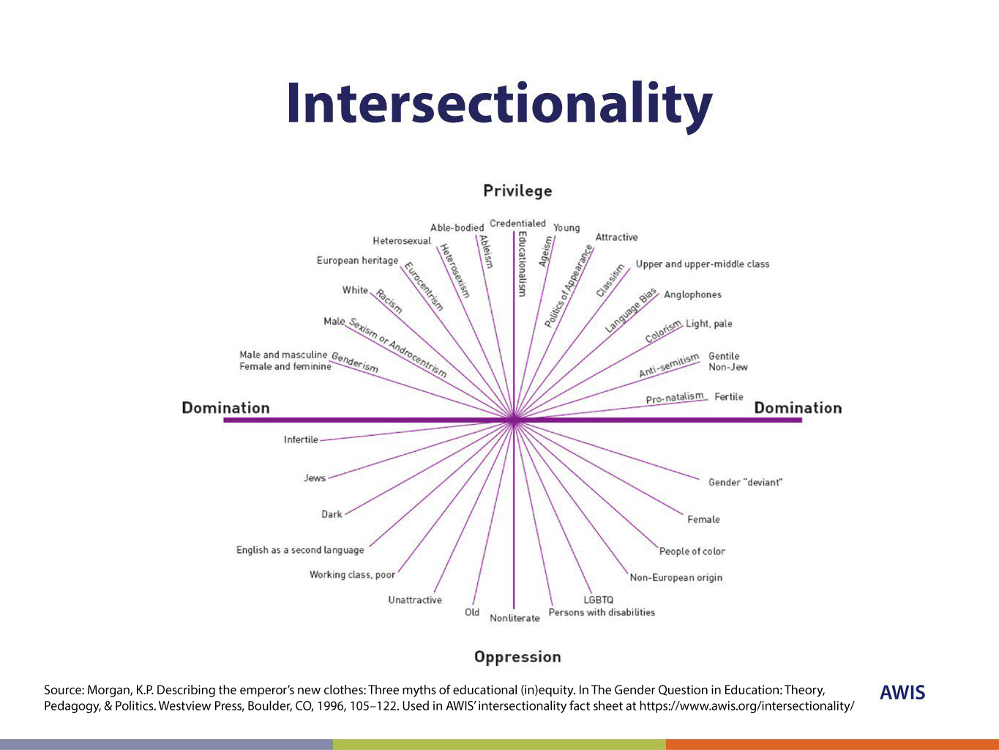 Intersectionality
Privilege
Able-bodied
Credentialed
Young
Heterosexual
Attractive
European heritage
Upper and upper-middle class
White
Anglophones
Male
Light, pale
Male and masculine
Female and feminine
Gentile
Non-Jew
Fertile
Genderism
Sexism or Androcentrism
Racism
Eurocentrism
Heterosexism
Ableism
Educationalism
Ageism
Politics of Appearance
Classism
Language Bias
Colorism
Anti-semitism
Pro-natalism
Domination
Domination
Infertile
Jews
Gender "deviant"
Dark
Female
English as a second language
People of color
Working class, poor
Non-European origin
Unattractive
LGBTQ
Old
Nonliterate
Persons with disabilities
Oppression
Source: Morgan, K.P. Describing the emperor’s new clothes: Three myths of educational (in)equity. In The Gender Question in Education: Theory,
Pedagogy, & Politics. Westview Press, Boulder, CO, 1996, 105–122. Used in AWIS’ intersectionality fact sheet at https://www.awis.org/intersectionality/
AWIS